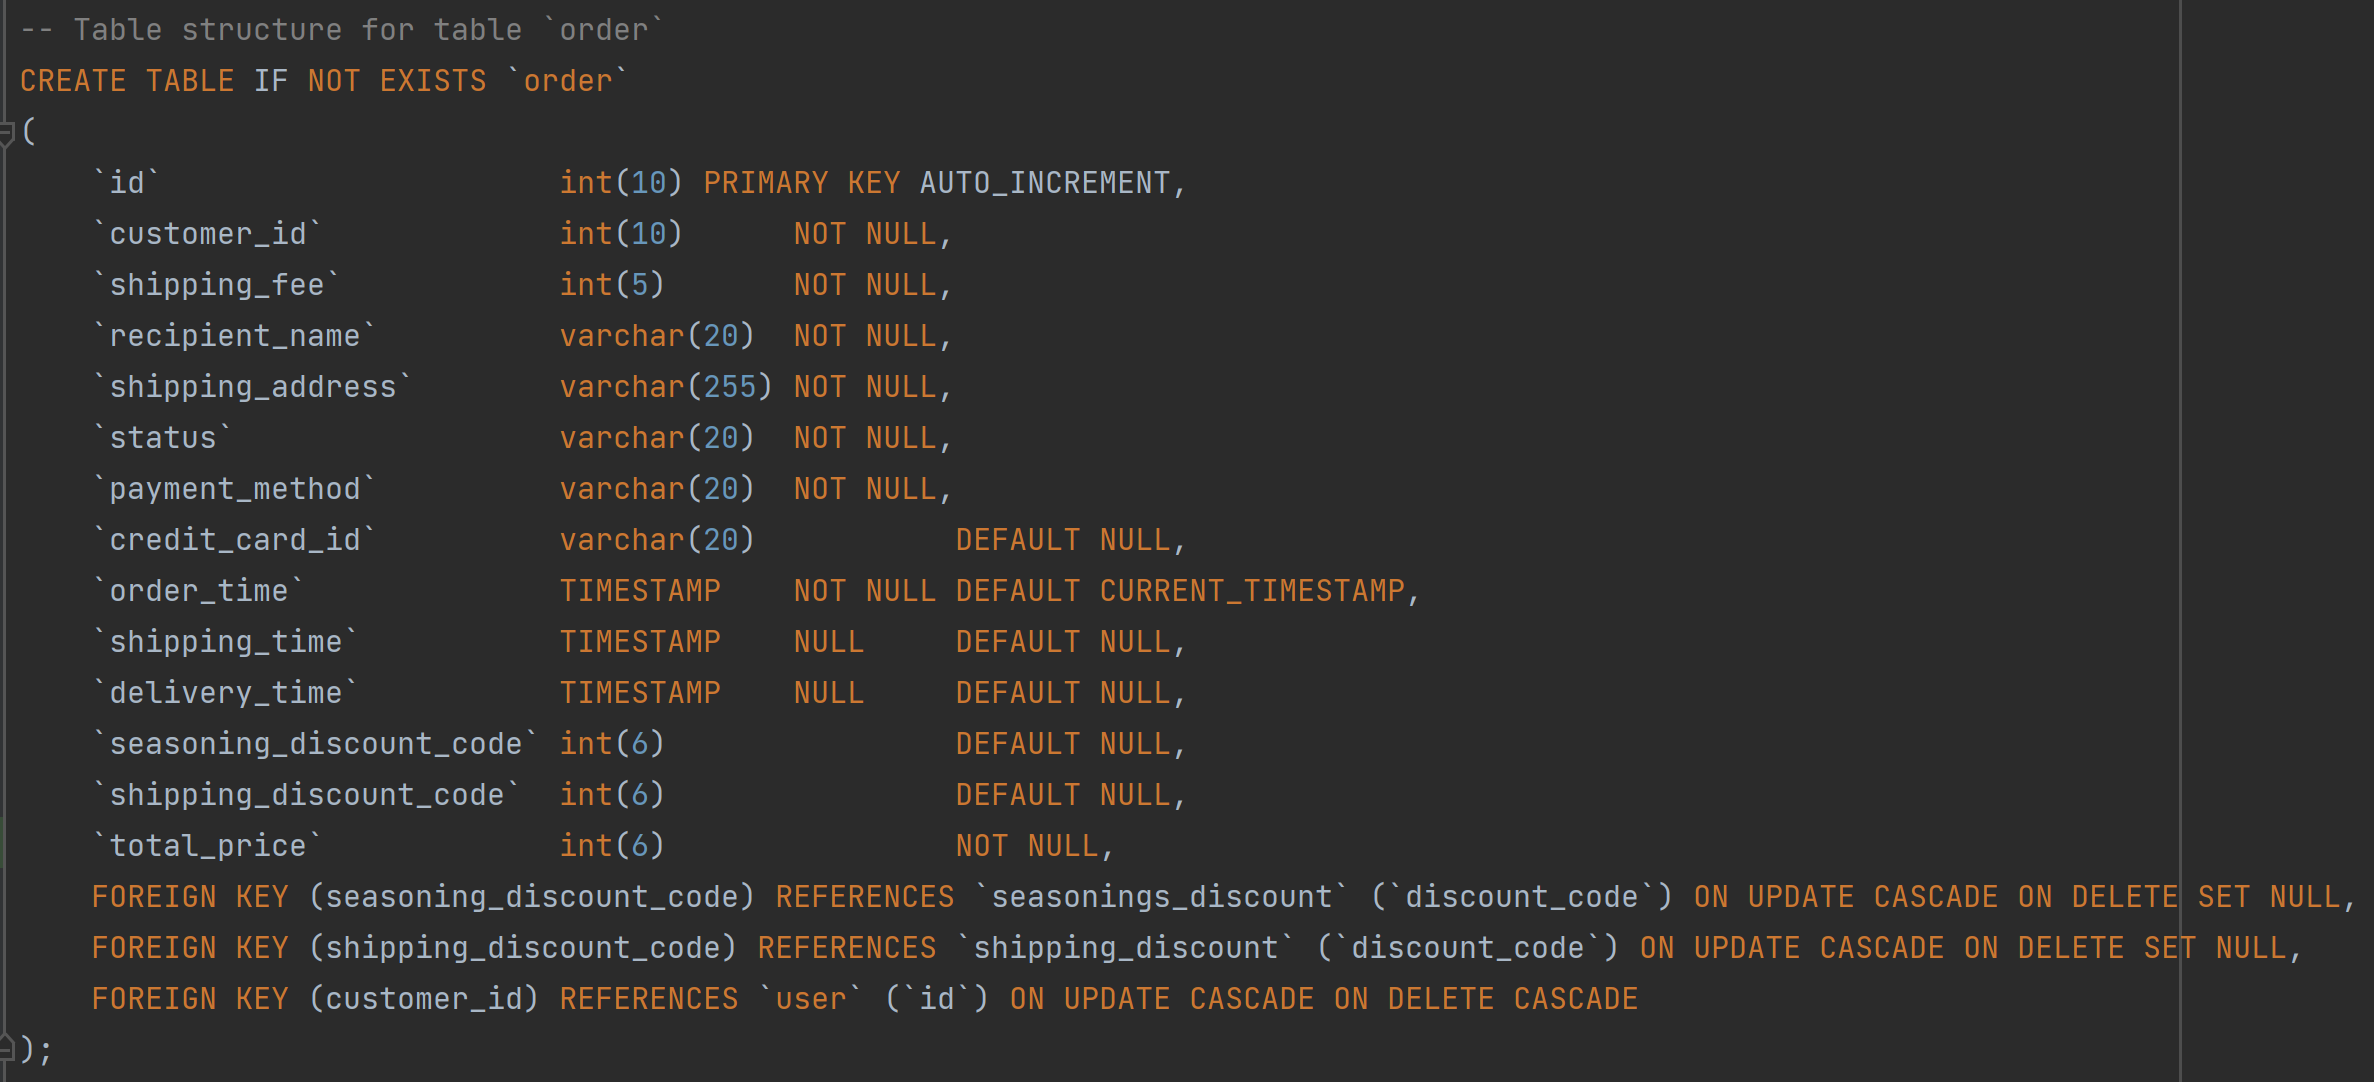 -- Table structure for table `order`
CREATE TABLE IF NOT EXISTS `order`
(
    `id`                      int(10) PRIMARY KEY AUTO_INCREMENT,
    `customer_id`             int(10)      NOT NULL,
    `shipping_fee`            int(5)       NOT NULL,
    `recipient_name`          varchar(20)  NOT NULL,
    `shipping_address`        varchar(255) NOT NULL,
    `status`                  varchar(20)  NOT NULL,
    `payment_method`          varchar(20)  NOT NULL,
    `credit_card_id`          varchar(20)           DEFAULT NULL,
    `order_time`              TIMESTAMP    NOT NULL DEFAULT CURRENT_TIMESTAMP,
    `shipping_time`           TIMESTAMP    NULL     DEFAULT NULL,
    `delivery_time`           TIMESTAMP    NULL     DEFAULT NULL,
    `seasoning_discount_code` int(6)                DEFAULT NULL,
    `shipping_discount_code`  int(6)                DEFAULT NULL,
    `total_price`             int(6)                NOT NULL,
    FOREIGN KEY (seasoning_discount_code) REFERENCES `seasonings_discount` (`discount_code`) ON UPDATE CASCADE ON DELETE SET NULL,
    FOREIGN KEY (shipping_discount_code) REFERENCES `shipping_discount` (`discount_code`) ON UPDATE CASCADE ON DELETE SET NULL,
    FOREIGN KEY (customer_id) REFERENCES `user` (`id`) ON UPDATE CASCADE ON DELETE CASCADE
);